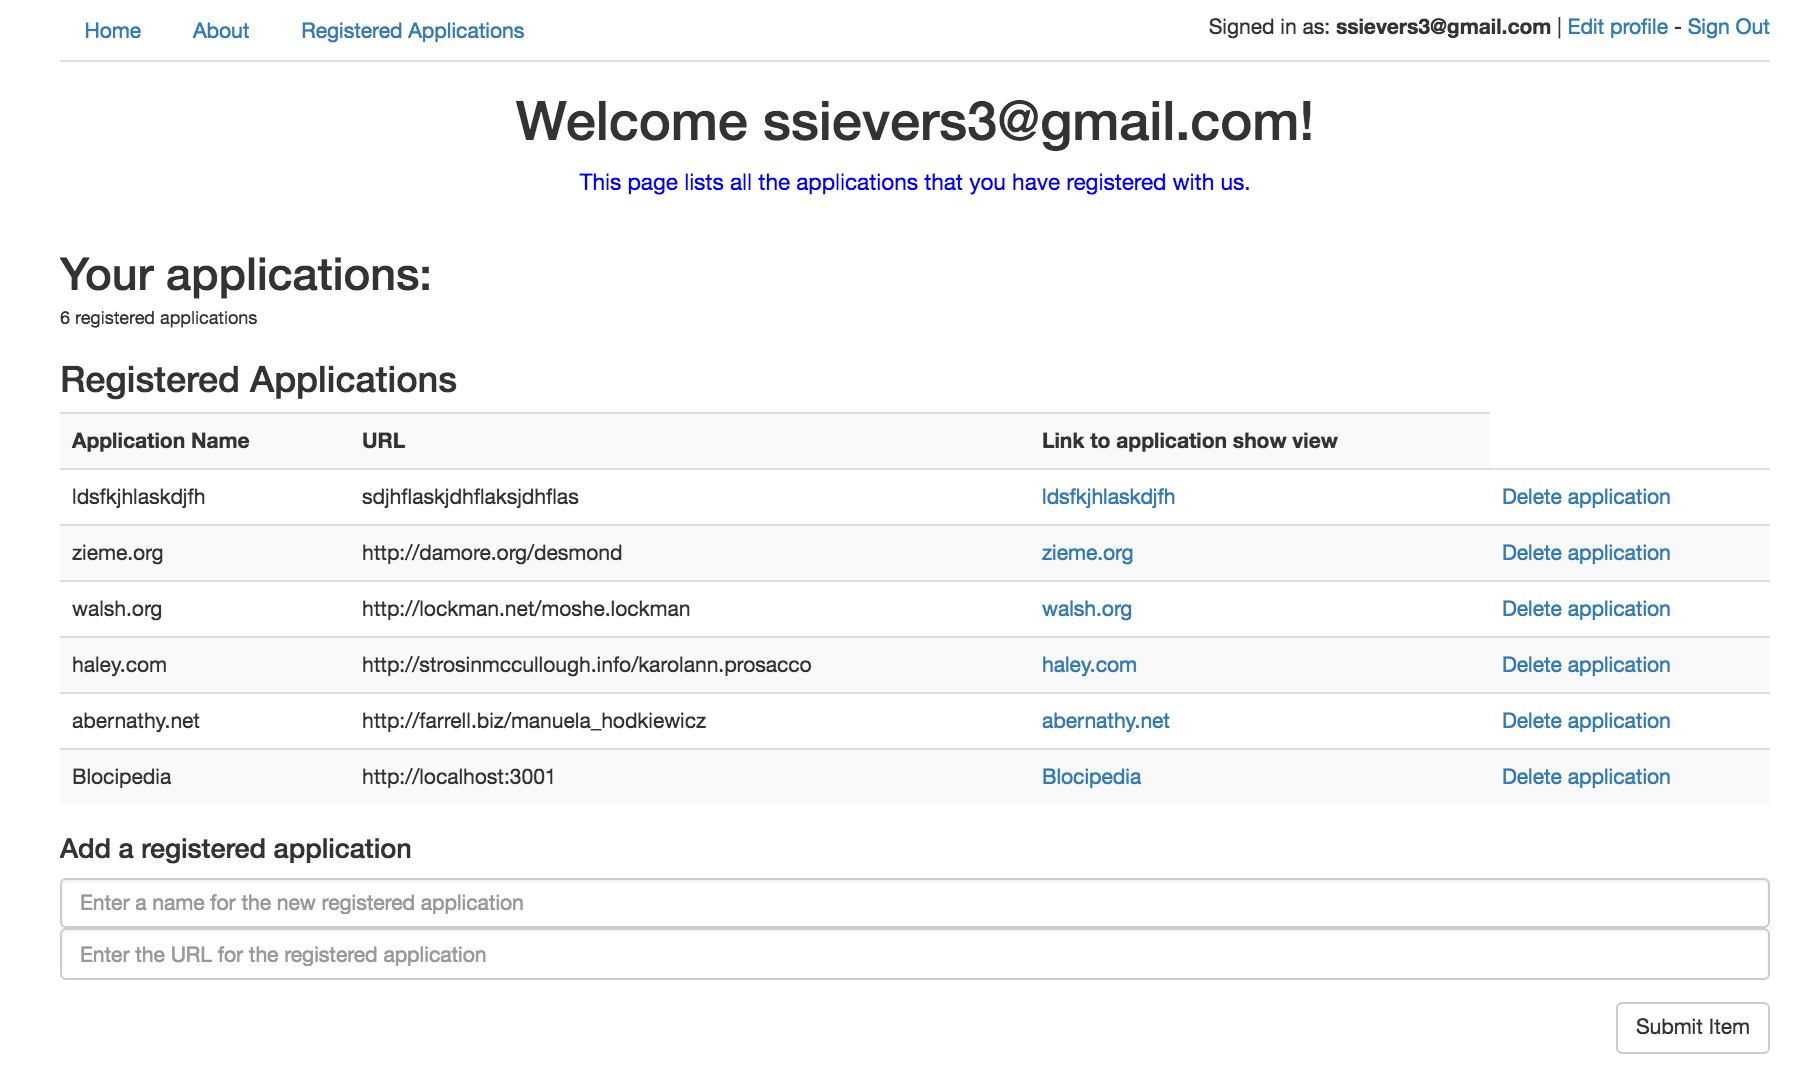 Home About Registered Applications Signed in as: ssievers3@gmail.com | Edit profile - Sign Out
Welcome ssievers3@gmail.com!
This page lists all the applications that you have registered with us.
Your applications:
6 registered applications
Registered Applications
Application Name URL Link to application show view
ldsfkjhlaskdjfh sdjhflaskjdhflaksjdhflas ldsfkjhlaskdjfh Delete application
zieme.org http://damore.org/desmond zieme.org Delete application
walsh.org http://lockman.net/moshe.lockman walsh.org Delete application
haley.com http://strosinmccullough.info/karolann.prosacco haley.com Delete application
abernathy.net http://farrell.biz/manuela_hodkiewicz abernathy.net Delete application
Blocipedia http://localhost:3001 Blocipedia Delete application
Add a registered application
Enter a name for the new registered application
Enter the URL for the registered application
Submit Item